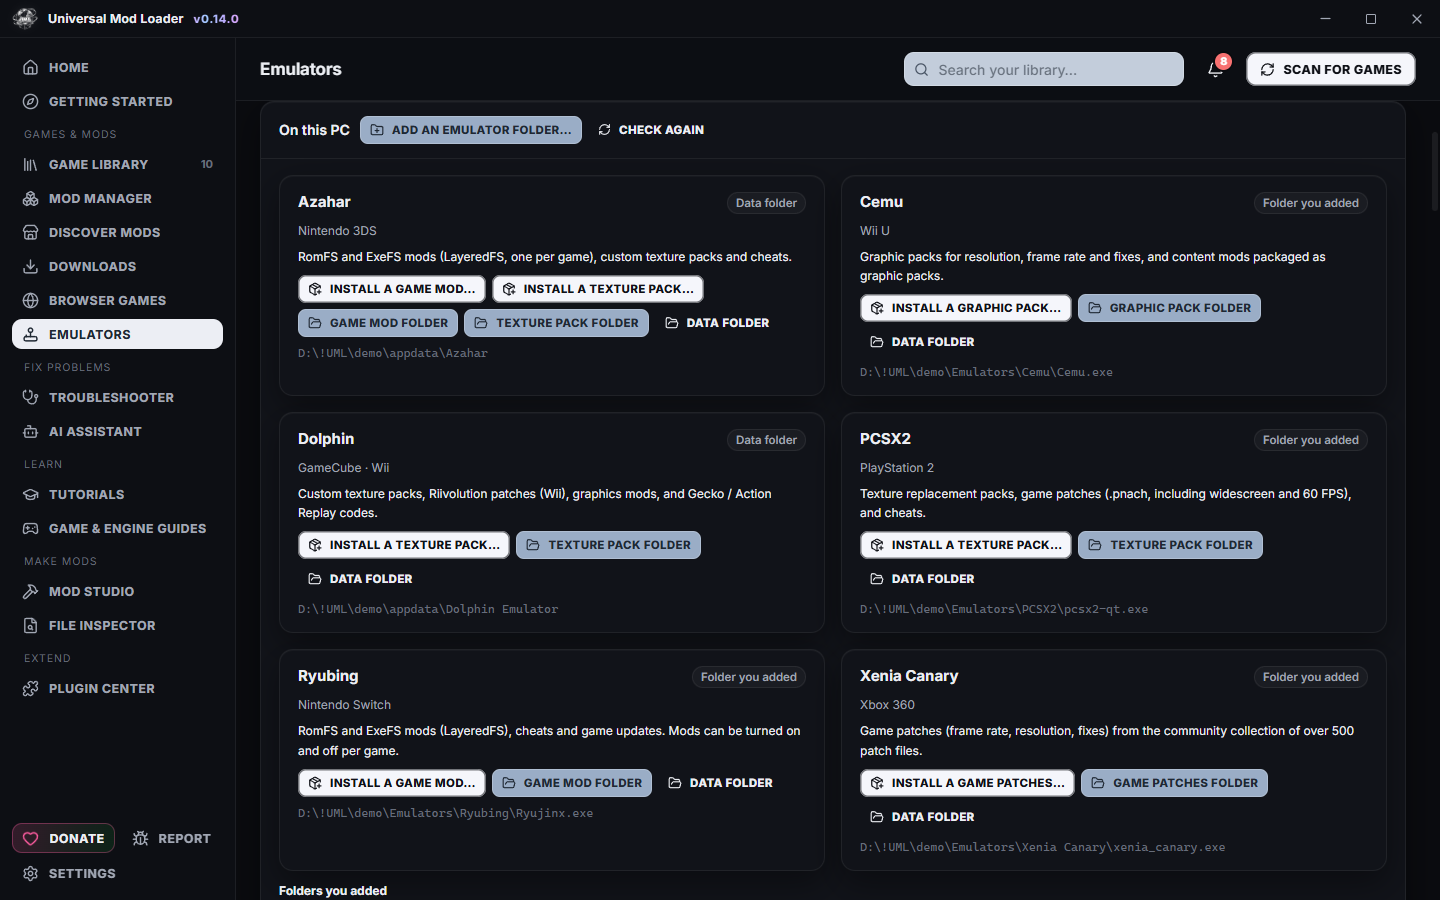 Universal Mod Loader v0.14.0
HOME
GETTING STARTED
GAMES & MODS
GAME LIBRARY 10
MOD MANAGER
DISCOVER MODS
DOWNLOADS
BROWSER GAMES
EMULATORS
FIX PROBLEMS
TROUBLESHOOTER
AI ASSISTANT
LEARN
TUTORIALS
GAME & ENGINE GUIDES
MAKE MODS
MOD STUDIO
FILE INSPECTOR
EXTEND
PLUGIN CENTER
DONATE REPORT
SETTINGS
Emulators
Search your library...
8
SCAN FOR GAMES
On this PC ADD AN EMULATOR FOLDER... CHECK AGAIN
Azahar Data folder
Nintendo 3DS
RomFS and ExeFS mods (LayeredFS, one per game), custom texture packs and cheats.
INSTALL A GAME MOD... INSTALL A TEXTURE PACK...
GAME MOD FOLDER TEXTURE PACK FOLDER DATA FOLDER
D:\!UML\demo\appdata\Azahar
Cemu Folder you added
Wii U
Graphic packs for resolution, frame rate and fixes, and content mods packaged as
graphic packs.
INSTALL A GRAPHIC PACK... GRAPHIC PACK FOLDER
DATA FOLDER
D:\!UML\demo\Emulators\Cemu\Cemu.exe
Dolphin Data folder
GameCube · Wii
Custom texture packs, Riivolution patches (Wii), graphics mods, and Gecko / Action
Replay codes.
INSTALL A TEXTURE PACK... TEXTURE PACK FOLDER
DATA FOLDER
D:\!UML\demo\appdata\Dolphin Emulator
PCSX2 Folder you added
PlayStation 2
Texture replacement packs, game patches (.pnach, including widescreen and 60 FPS),
and cheats.
INSTALL A TEXTURE PACK... TEXTURE PACK FOLDER
DATA FOLDER
D:\!UML\demo\Emulators\PCSX2\pcsx2-qt.exe
Ryubing Folder you added
Nintendo Switch
RomFS and ExeFS mods (LayeredFS), cheats and game updates. Mods can be turned on
and off per game.
INSTALL A GAME MOD... GAME MOD FOLDER DATA FOLDER
D:\!UML\demo\Emulators\Ryubing\Ryujinx.exe
Xenia Canary Folder you added
Xbox 360
Game patches (frame rate, resolution, fixes) from the community collection of over 500
patch files.
INSTALL A GAME PATCHES... GAME PATCHES FOLDER
DATA FOLDER
D:\!UML\demo\Emulators\Xenia Canary\xenia_canary.exe
Folders you added